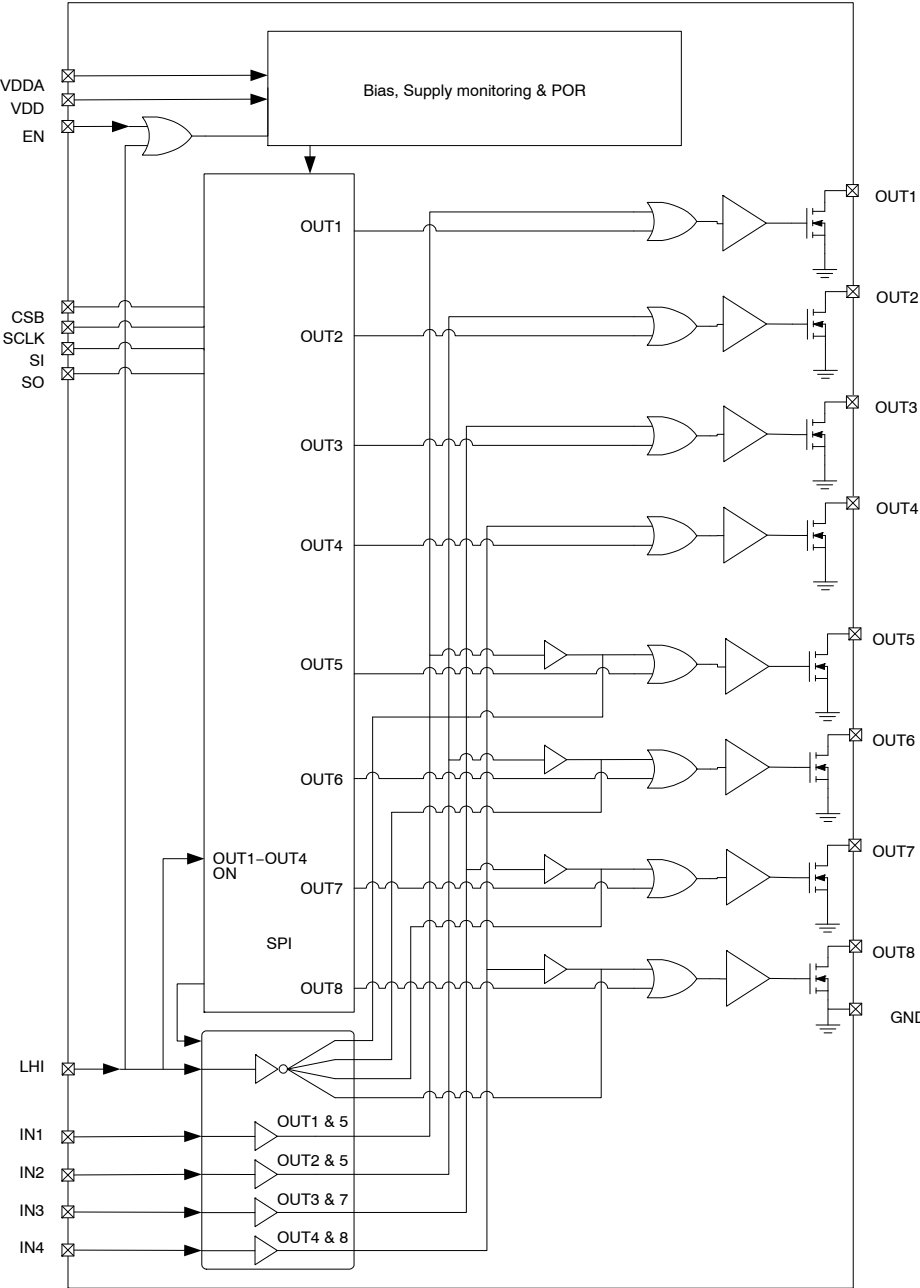 VDDA
VDD
EN
Bias, Supply monitoring & POR
OUT1
OUT1
OUT2
OUT2
CSB
SCLK
SI
SO
OUT3
OUT3
OUT4
OUT4
OUT5
OUT5
OUT6
OUT6
OUT1–OUT4
ON
OUT7
OUT7
SPI
OUT8
OUT8
GND
LHI
IN1
OUT1 & 5
IN2
OUT2 & 5
IN3
OUT3 & 7
IN4
OUT4 & 8